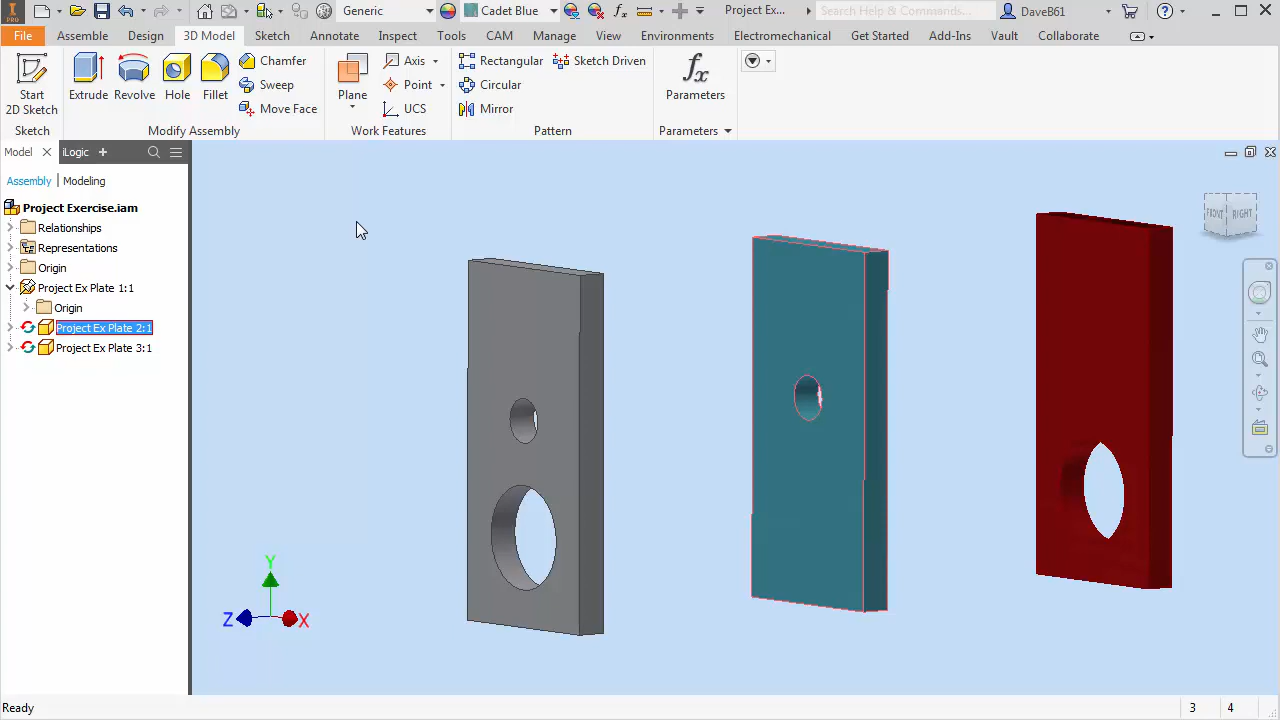 PRO
Generic
Cadet Blue
fx
Project Ex...
Search Help & Commands...
DaveB61
File
Assemble
Design
3D Model
Sketch
Annotate
Inspect
Tools
CAM
Manage
View
Environments
Electromechanical
Get Started
Add-Ins
Vault
Collaborate
Start
2D Sketch
Extrude
Revolve
Hole
Fillet
Chamfer
Sweep
Move Face
Plane
Axis
Point
UCS
Rectangular
Sketch Driven
Circular
Mirror
fx
Parameters
Sketch
Modify Assembly
Work Features
Pattern
Parameters
Model
iLogic
Assembly
Modeling
Project Exercise.iam
Relationships
Representations
Origin
Project Ex Plate 1:1
Origin
Project Ex Plate 2:1
Project Ex Plate 3:1
FRONT
RIGHT
Y
Z
X
Ready
3
4